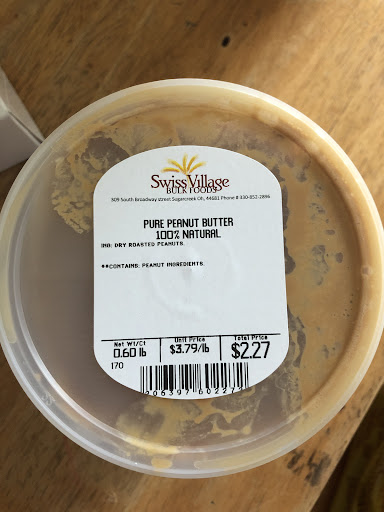 Swiss Village
BULK FOODS
309 South Broadway street Sugarcreek Oh, 44681 Phone # 330-852-2896
PURE PEANUT BUTTER
100% NATURAL
ING: DRY ROASTED PEANUTS.
**CONTAINS: PEANUT INGREDIENTS.
Net Wt/Ct Unit Price Total Price
0.60 lb $3.79/lb $2.27
170